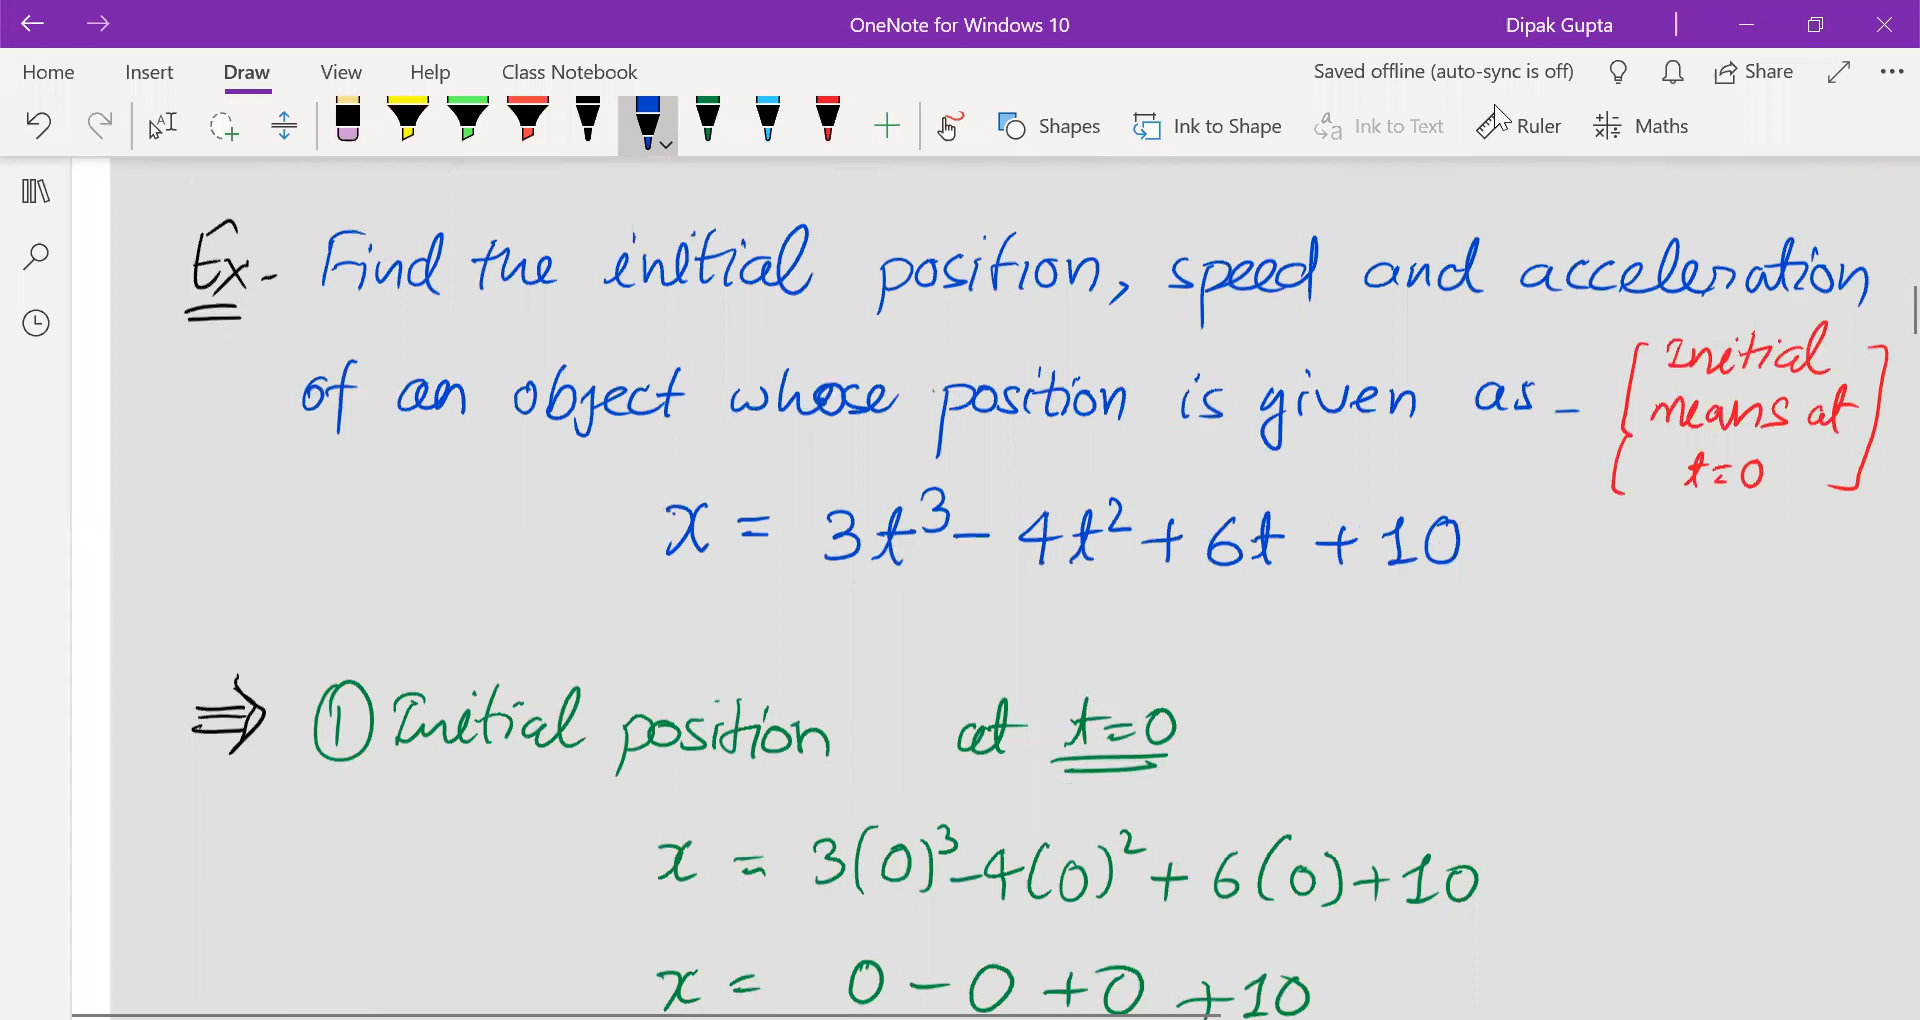 OneNote for Windows 10
Dipak Gupta
Home Insert Draw View Help Class Notebook
Saved offline (auto-sync is off) Share
Shapes Ink to Shape Ink to Text Ruler Maths
Ex- Find the initial position, speed and acceleration
of an object whose position is given as -
[Initial
means at
t=0]
x = 3t³ - 4t² + 6t + 10
⇒ ① Initial position at t=0
x = 3(0)³ - 4(0)² + 6(0) + 10
x = 0 - 0 + 0 + 10